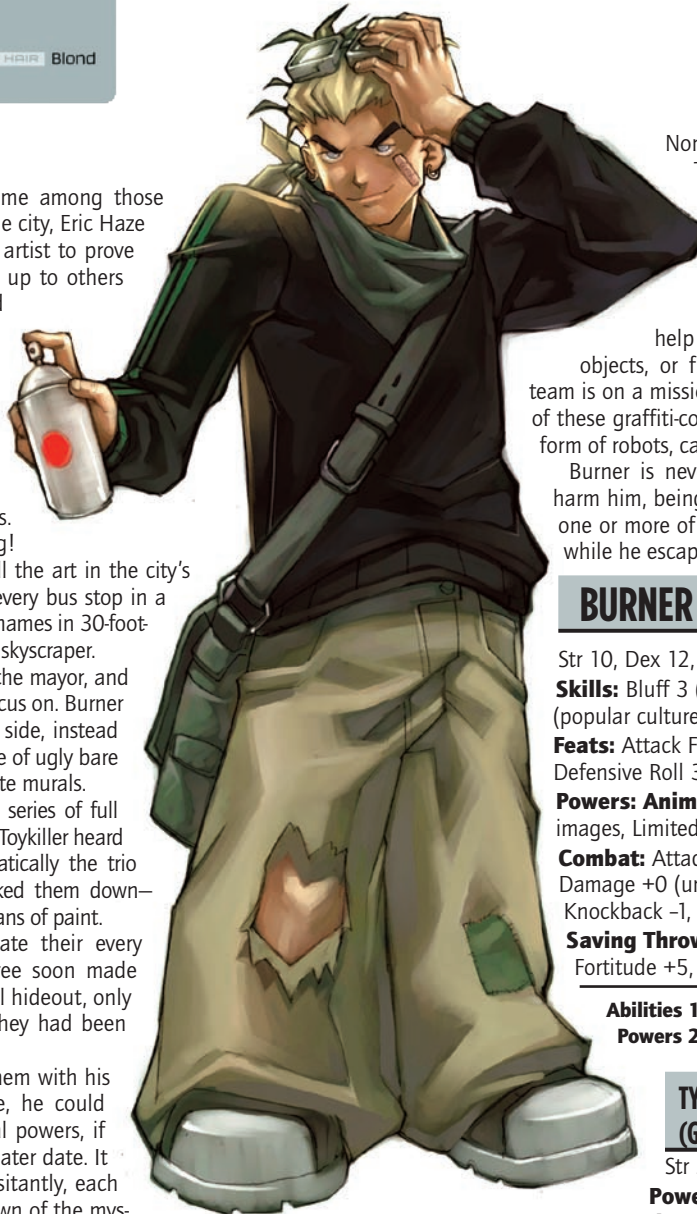 HAIR Blond
me among those
e city, Eric Haze
artist to prove
up to others
s.
g!
ll the art in the city's
every bus stop in a
names in 30-foot-
skyscraper.
the mayor, and
cus on. Burner
side, instead
e of ugly bare
te murals.
series of full
Toykiller heard
atically the trio
ked them down—
ans of paint.
ate their every
ree soon made
l hideout, only
hey had been
hem with his
e, he could
l powers, if
ater date. It
sitantly, each
wn of the mys-
Nor
help
objects, or f
team is on a missi
of these graffiti-co
form of robots, ca
Burner is nev
harm him, being
one or more of
while he escap
BURNER
Str 10, Dex 12,
Skills: Bluff 3 (
(popular culture
Feats: Attack F
Defensive Roll 3
Powers: Anim
images, Limited
Combat: Attac
Damage +0 (un
Knockback –1,
Saving Throw
Fortitude +5,
Abilities 1
Powers 2
TY
(G
Str
Powe